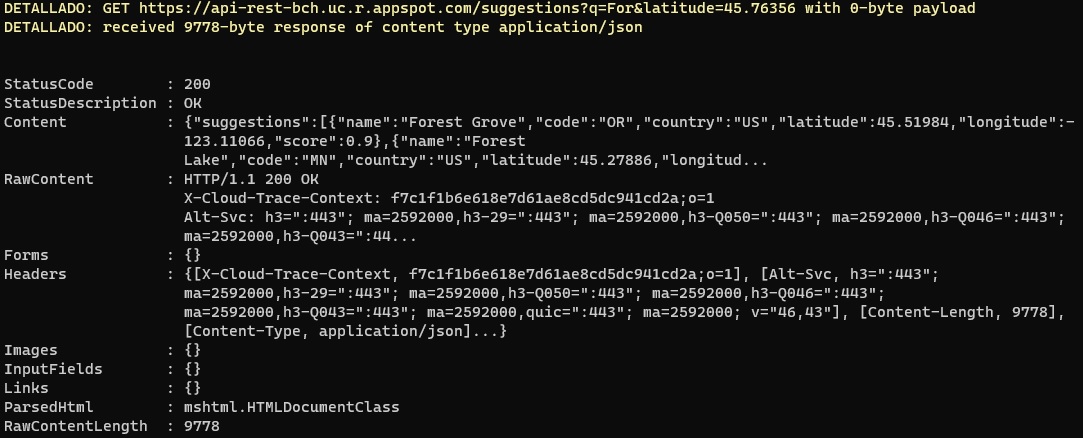 DETALLADO: GET https://api-rest-bch.uc.r.appspot.com/suggestions?q=For&latitude=45.76356 with 0-byte payload
DETALLADO: received 9778-byte response of content type application/json
StatusCode : 200
StatusDescription : OK
Content : {"suggestions":[{"name":"Forest Grove","code":"OR","country":"US","latitude":45.51984,"longitude":-
123.11066,"score":0.9},{"name":"Forest
Lake","code":"MN","country":"US","latitude":45.27886,"longitud...
RawContent : HTTP/1.1 200 OK
X-Cloud-Trace-Context: f7c1f1b6e618e7d61ae8cd5dc941cd2a;o=1
Alt-Svc: h3=":443"; ma=2592000,h3-29=":443"; ma=2592000,h3-Q050=":443"; ma=2592000,h3-Q046=":443";
ma=2592000,h3-Q043=":44...
Forms : {}
Headers : {[X-Cloud-Trace-Context, f7c1f1b6e618e7d61ae8cd5dc941cd2a;o=1], [Alt-Svc, h3=":443";
ma=2592000,h3-29=":443"; ma=2592000,h3-Q050=":443"; ma=2592000,h3-Q046=":443";
ma=2592000,h3-Q043=":443"; ma=2592000,quic=":443"; ma=2592000; v="46,43"], [Content-Length, 9778],
[Content-Type, application/json]...}
Images : {}
InputFields : {}
Links : {}
ParsedHtml : mshtml.HTMLDocumentClass
RawContentLength : 9778